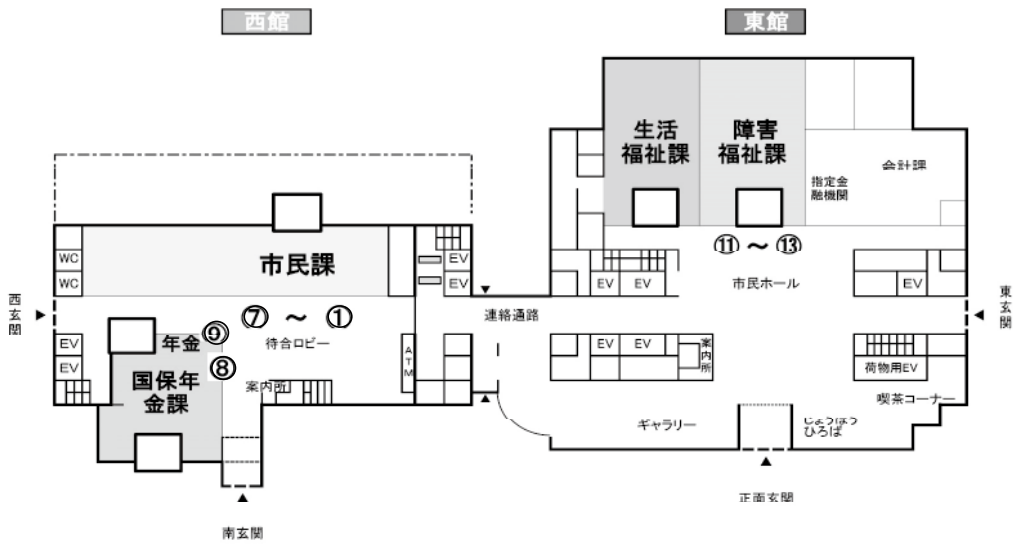 西館
東館
生活
福祉課
障害
福祉課
会計課
指定金
融機関
⑪ ～ ⑬
市民課
WC
WC
EV
EV
EV
EV
EV
市民ホール
西玄関
東玄関
連絡通路
⑦ ～ ①
待合ロビー
ATM
年金
⑨
⑧
国保年
金課
案内所
EV
EV
EV
EV
案内所
荷物用EV
喫茶コーナー
ギャラリー
じょうほう
ひろば
正面玄関
南玄関